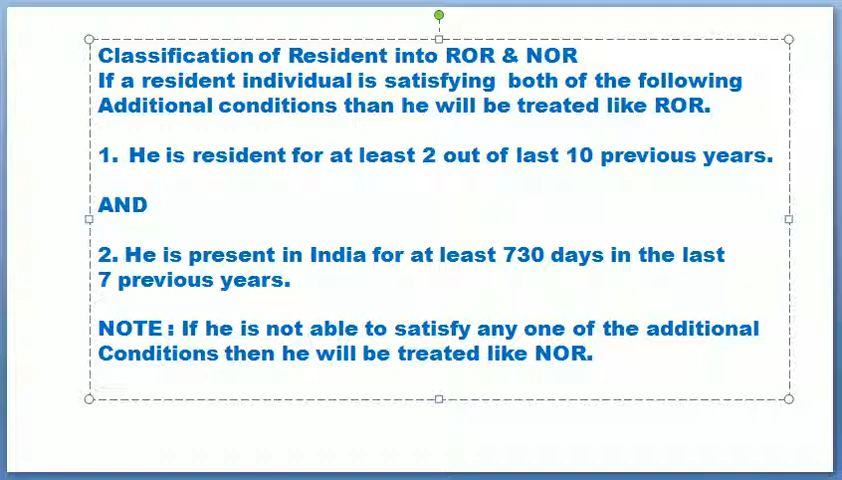 Classification of Resident into ROR & NOR
If a resident individual is satisfying both of the following
Additional conditions than he will be treated like ROR.
1. He is resident for at least 2 out of last 10 previous years.
AND
2. He is present in India for at least 730 days in the last
7 previous years.
NOTE : If he is not able to satisfy any one of the additional
Conditions then he will be treated like NOR.